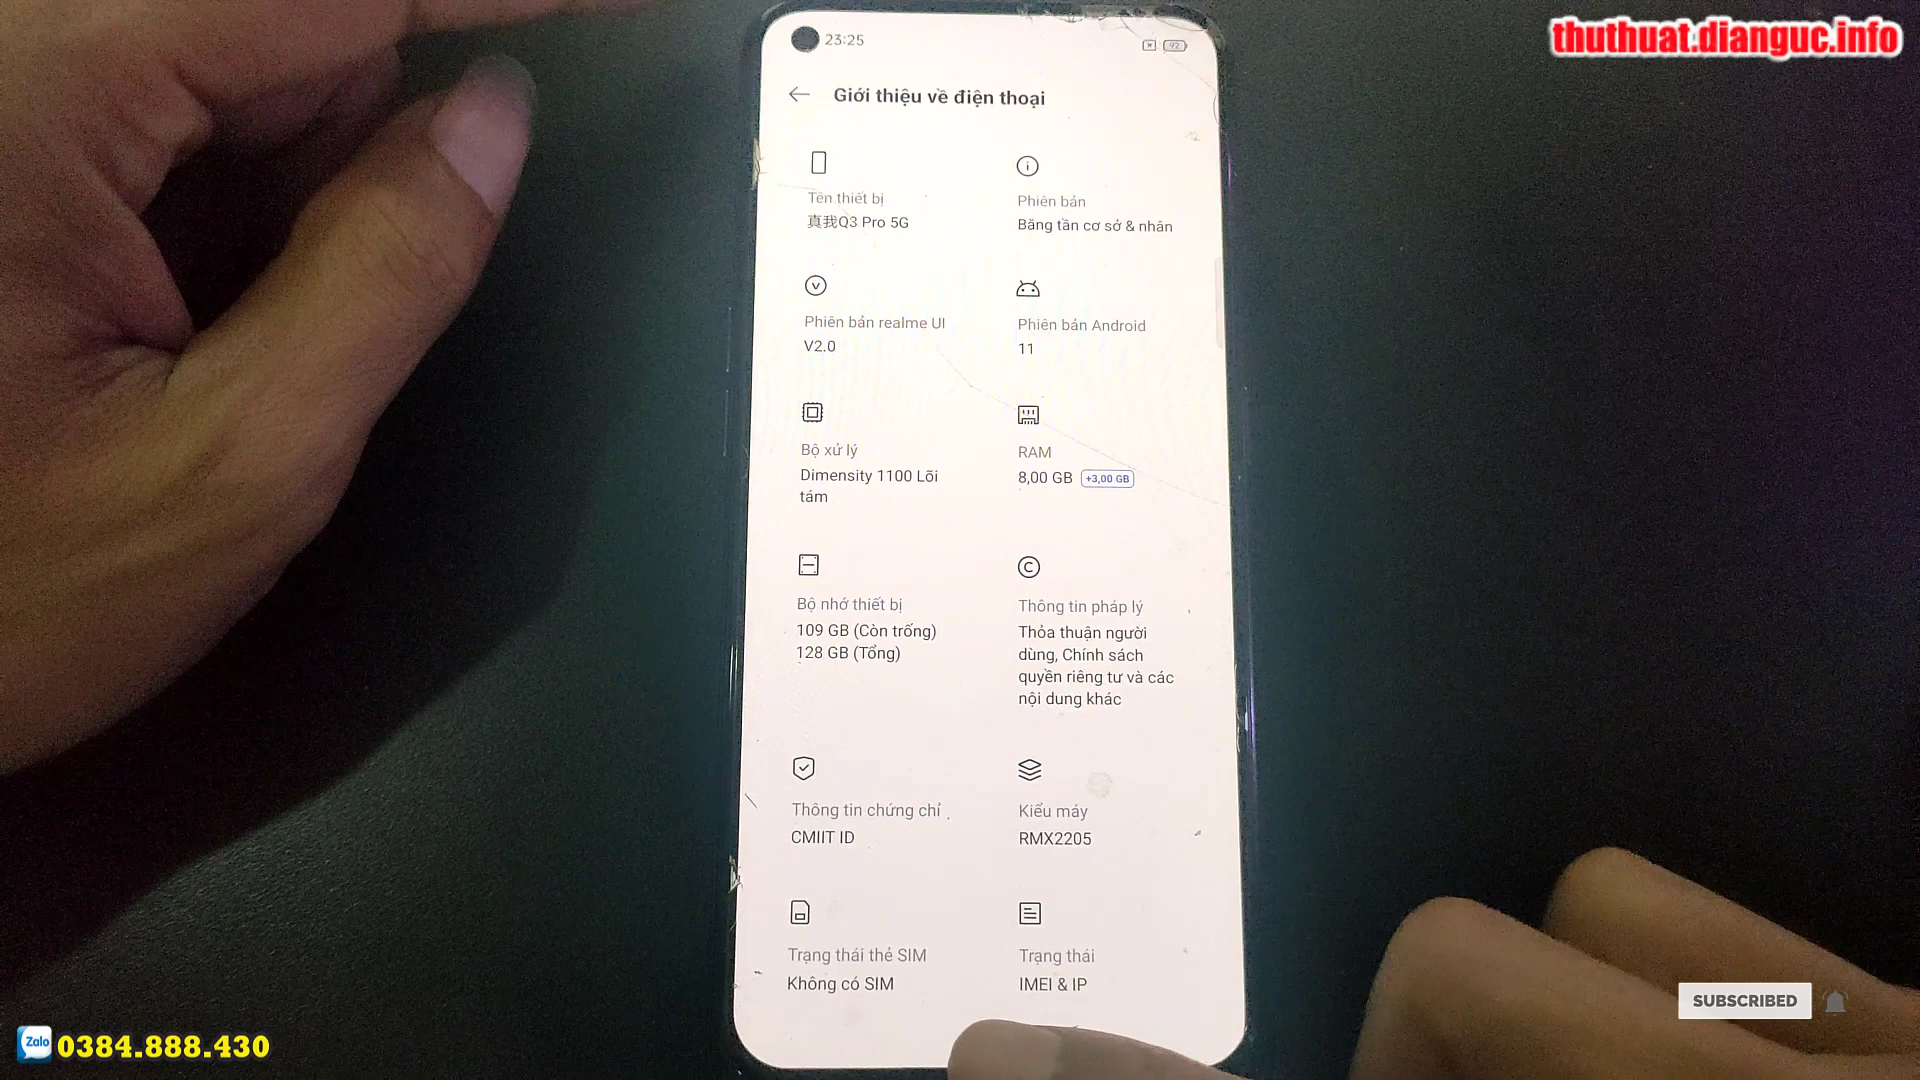 thuthuat.dianguc.info
23:25
92
Giới thiệu về điện thoại
Tên thiết bị
真我Q3 Pro 5G
Phiên bản
Băng tần cơ sở & nhân
Phiên bản realme UI
V2.0
Phiên bản Android
11
Bộ xử lý
Dimensity 1100 Lõi
tám
RAM
8,00 GB +3,00 GB
Bộ nhớ thiết bị
109 GB (Còn trống)
128 GB (Tổng)
Thông tin pháp lý
Thỏa thuận người
dùng, Chính sách
quyền riêng tư và các
nội dung khác
Thông tin chứng chỉ
CMIIT ID
Kiểu máy
RMX2205
Trạng thái thẻ SIM
Không có SIM
Trạng thái
IMEI & IP
SUBSCRIBED
Zalo 0384.888.430